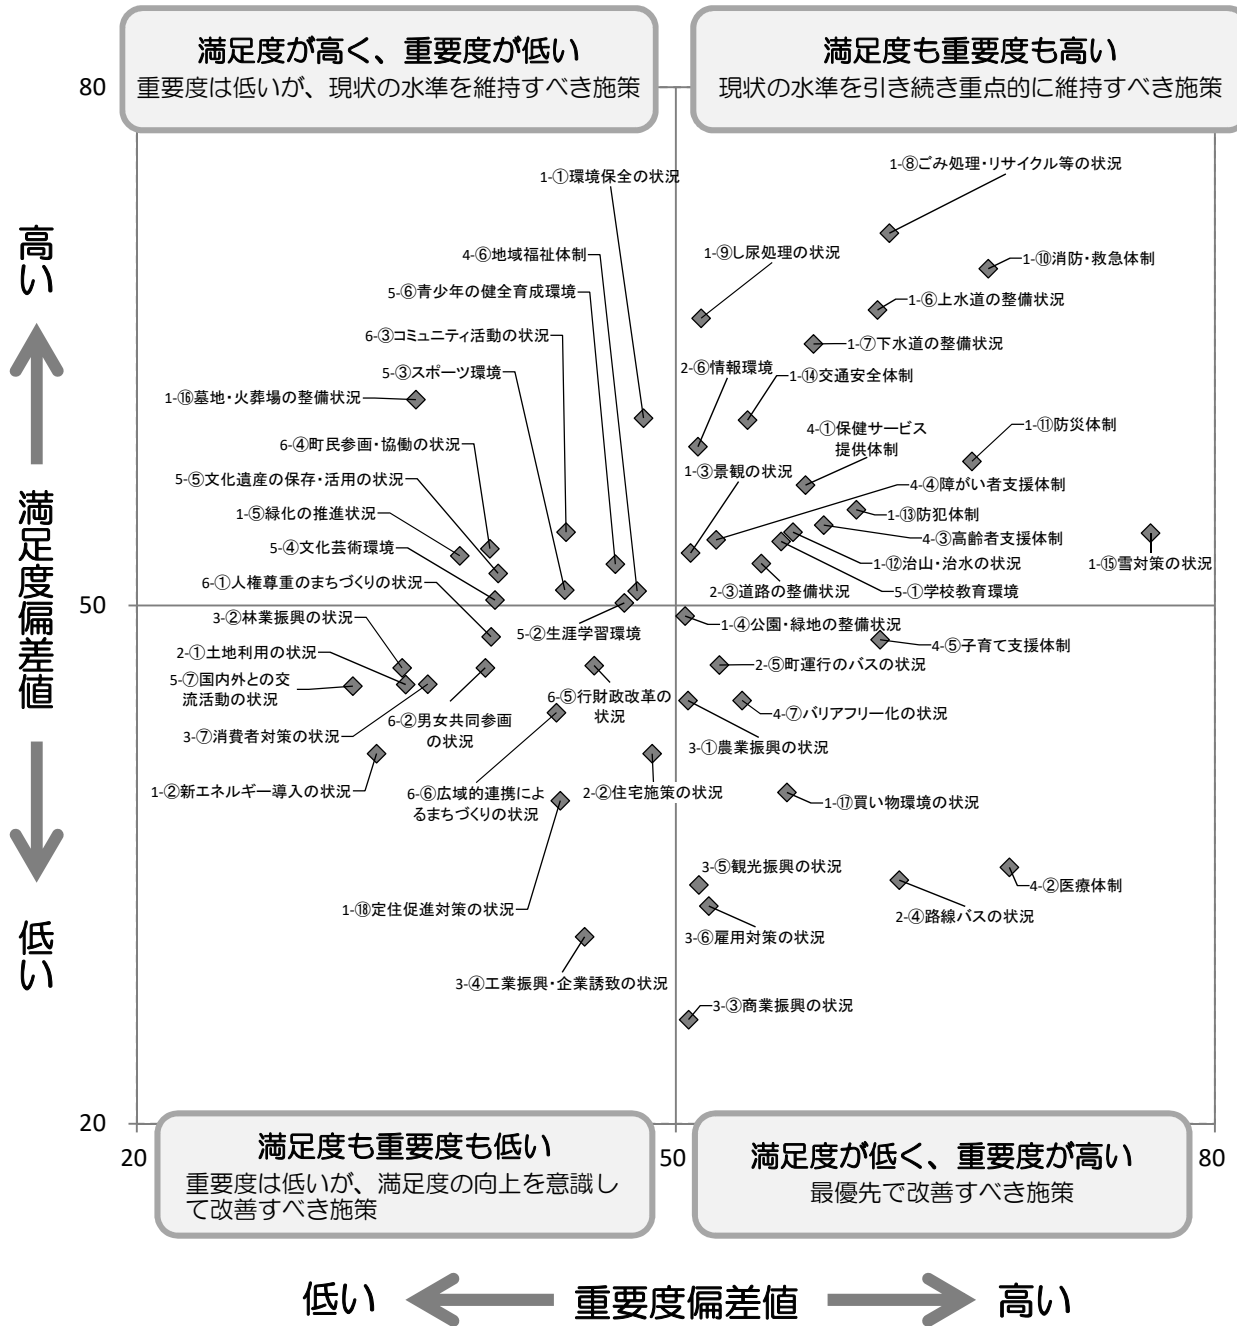 満足度が高く、重要度が低い
重要度は低いが、現状の水準を維持すべき施策
満足度も重要度も高い
現状の水準を引き続き重点的に維持すべき施策
80
1-⑧ごみ処理・リサイクル等の状況
1-①環境保全の状況
1-⑨し尿処理の状況
4-⑥地域福祉体制
1-⑩消防・救急体制
5-⑥青少年の健全育成環境
1-⑥上水道の整備状況
6-③コミュニティ活動の状況
1-⑦下水道の整備状況
2-⑥情報環境
5-③スポーツ環境
1-⑭交通安全体制
1-⑯墓地・火葬場の整備状況
4-①保健サービス
提供体制
1-⑪防災体制
6-④町民参画・協働の状況
1-③景観の状況
5-⑤文化遺産の保存・活用の状況
4-④障がい者支援体制
1-⑤緑化の推進状況
1-⑬防犯体制
4-③高齢者支援体制
5-④文化芸術環境
1-⑫治山・治水の状況
1-⑮雪対策の状況
6-①人権尊重のまちづくりの状況
2-③道路の整備状況
5-①学校教育環境
50
3-②林業振興の状況
5-②生涯学習環境
1-④公園・緑地の整備状況
4-⑤子育て支援体制
2-①土地利用の状況
2-⑤町運行のバスの状況
5-⑦国内外との交
流活動の状況
6-⑤行財政改革の
状況
6-②男女共同参画
の状況
4-⑦バリアフリー化の状況
3-⑦消費者対策の状況
3-①農業振興の状況
1-②新エネルギー導入の状況
6-⑥広域的連携によ
るまちづくりの状況
2-②住宅施策の状況
1-⑰買い物環境の状況
3-⑤観光振興の状況
4-②医療体制
1-⑱定住促進対策の状況
2-④路線バスの状況
3-⑥雇用対策の状況
3-④工業振興・企業誘致の状況
3-③商業振興の状況
高い
満足度偏差値
低い
20
20
50
80
満足度も重要度も低い
重要度は低いが、満足度の向上を意識し
て改善すべき施策
満足度が低く、重要度が高い
最優先で改善すべき施策
低い
重要度偏差値
高い